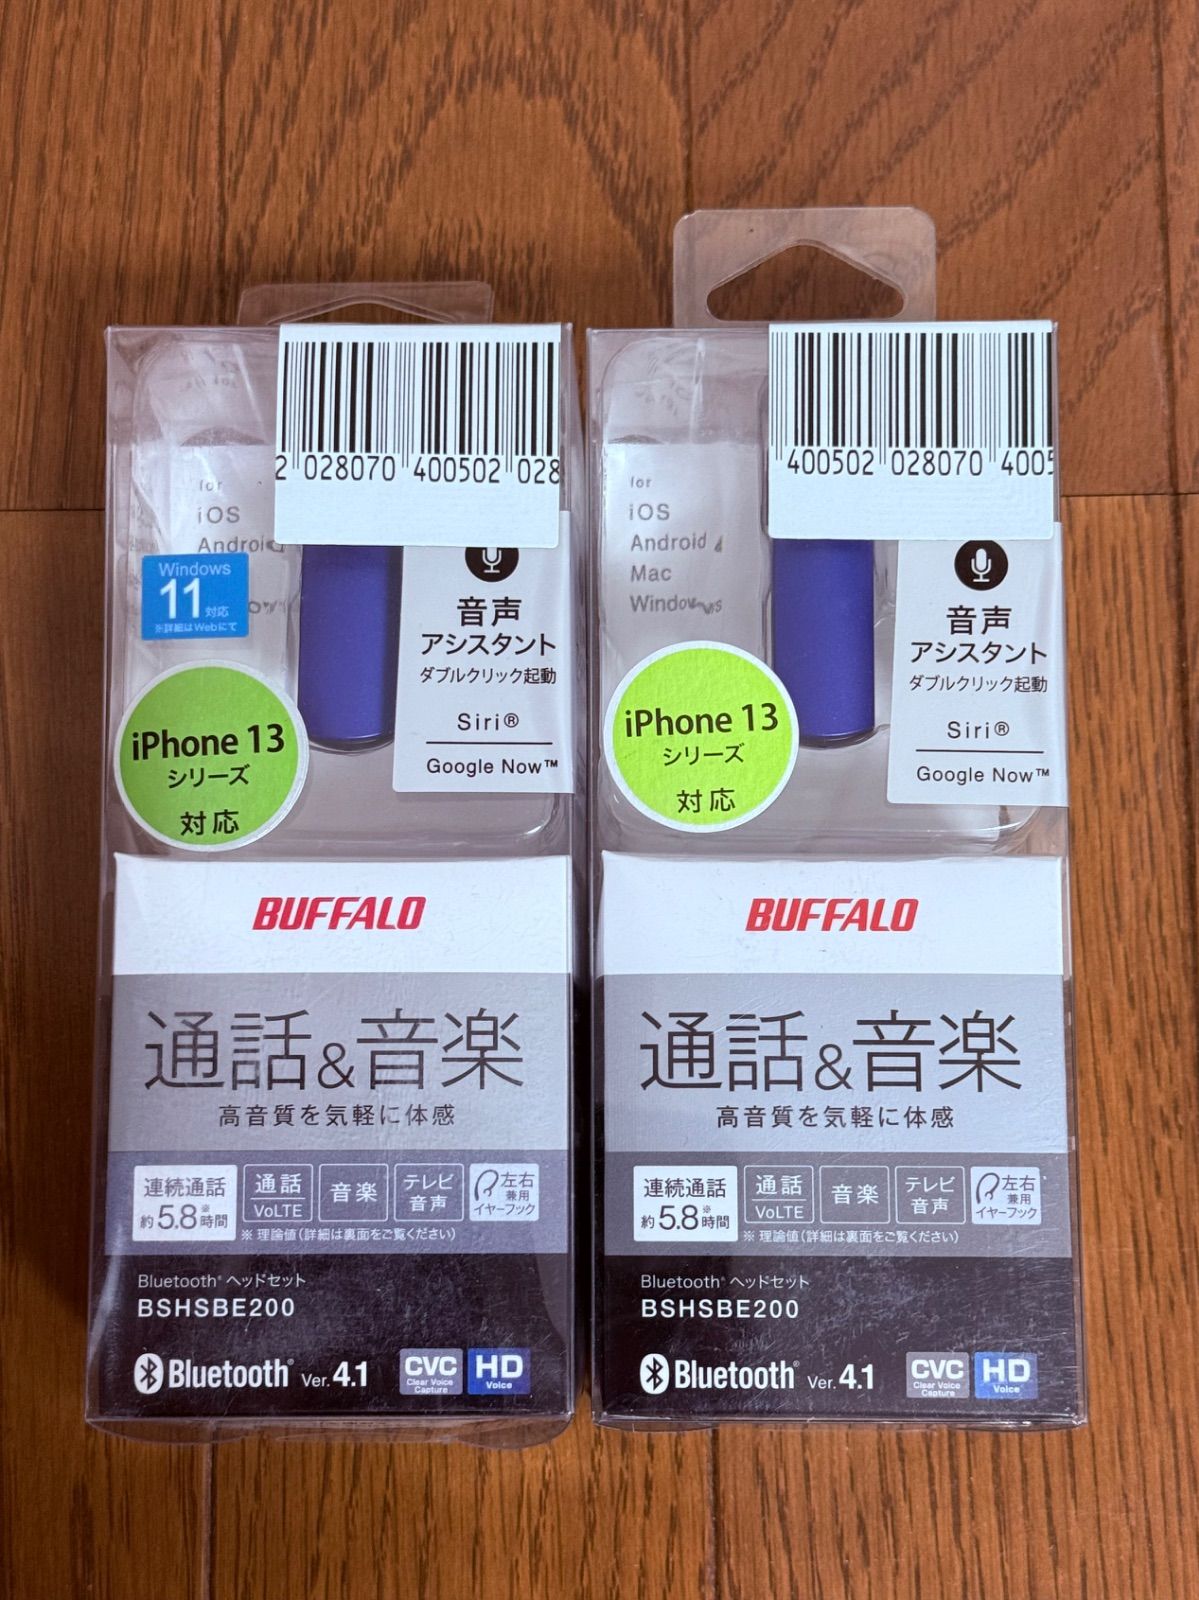 2 028070 400502 028
for
iOS
Android
Windows
11対応
※詳細はWebにて
音声
アシスタント
ダブルクリック起動
Siri®
Google Now™
iPhone 13
シリーズ
対応
BUFFALO
通話&音楽
高音質を気軽に体感
連続通話
約5.8※時間
通話
VoLTE
音楽
テレビ
音声
左右
兼用
イヤーフック
※ 理論値(詳細は裏面をご覧ください)
Bluetooth® ヘッドセット
BSHSBE200
Bluetooth® Ver. 4.1
CVC
Clear Voice
Capture
HD
Voice
400502 028070 4005
for
iOS
Android
Mac
Windows
音声
アシスタント
ダブルクリック起動
Siri®
Google Now™
iPhone 13
シリーズ
対応
BUFFALO
通話&音楽
高音質を気軽に体感
連続通話
約5.8※時間
通話
VoLTE
音楽
テレビ
音声
左右
兼用
イヤーフック
※ 理論値(詳細は裏面をご覧ください)
Bluetooth® ヘッドセット
BSHSBE200
Bluetooth® Ver. 4.1
CVC
Clear Voice
Capture
HD
Voice